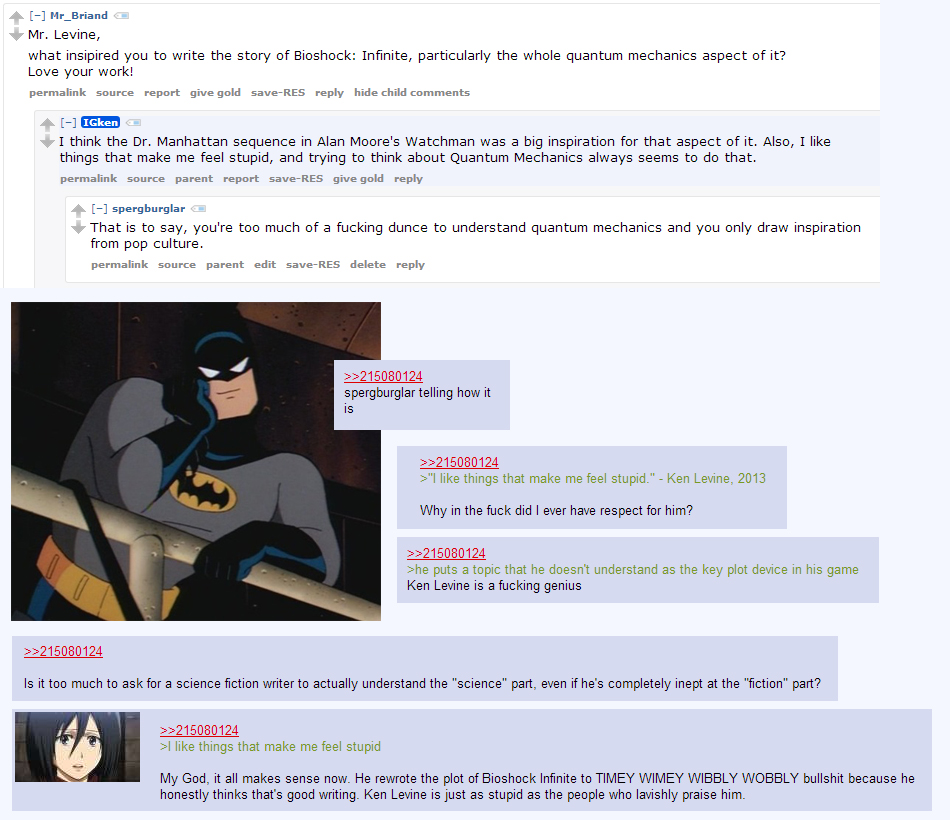 [−] Mr_Briand
Mr. Levine,
what insipired you to write the story of Bioshock: Infinite, particularly the whole quantum mechanics aspect of it?
Love your work!
permalink source report give gold save-RES reply hide child comments
[−] IGken
I think the Dr. Manhattan sequence in Alan Moore's Watchman was a big inspiration for that aspect of it. Also, I like
things that make me feel stupid, and trying to think about Quantum Mechanics always seems to do that.
permalink source parent report save-RES give gold reply
[−] spergburglar
That is to say, you're too much of a fucking dunce to understand quantum mechanics and you only draw inspiration
from pop culture.
permalink source parent edit save-RES delete reply
>>215080124
spergburglar telling how it
is
>>215080124
>"I like things that make me feel stupid." - Ken Levine, 2013
Why in the fuck did I ever have respect for him?
>>215080124
>he puts a topic that he doesn't understand as the key plot device in his game
Ken Levine is a fucking genius
>>215080124
Is it too much to ask for a science fiction writer to actually understand the "science" part, even if he's completely inept at the "fiction" part?
>>215080124
>I like things that make me feel stupid
My God, it all makes sense now. He rewrote the plot of Bioshock Infinite to TIMEY WIMEY WIBBLY WOBBLY bullshit because he
honestly thinks that's good writing. Ken Levine is just as stupid as the people who lavishly praise him.